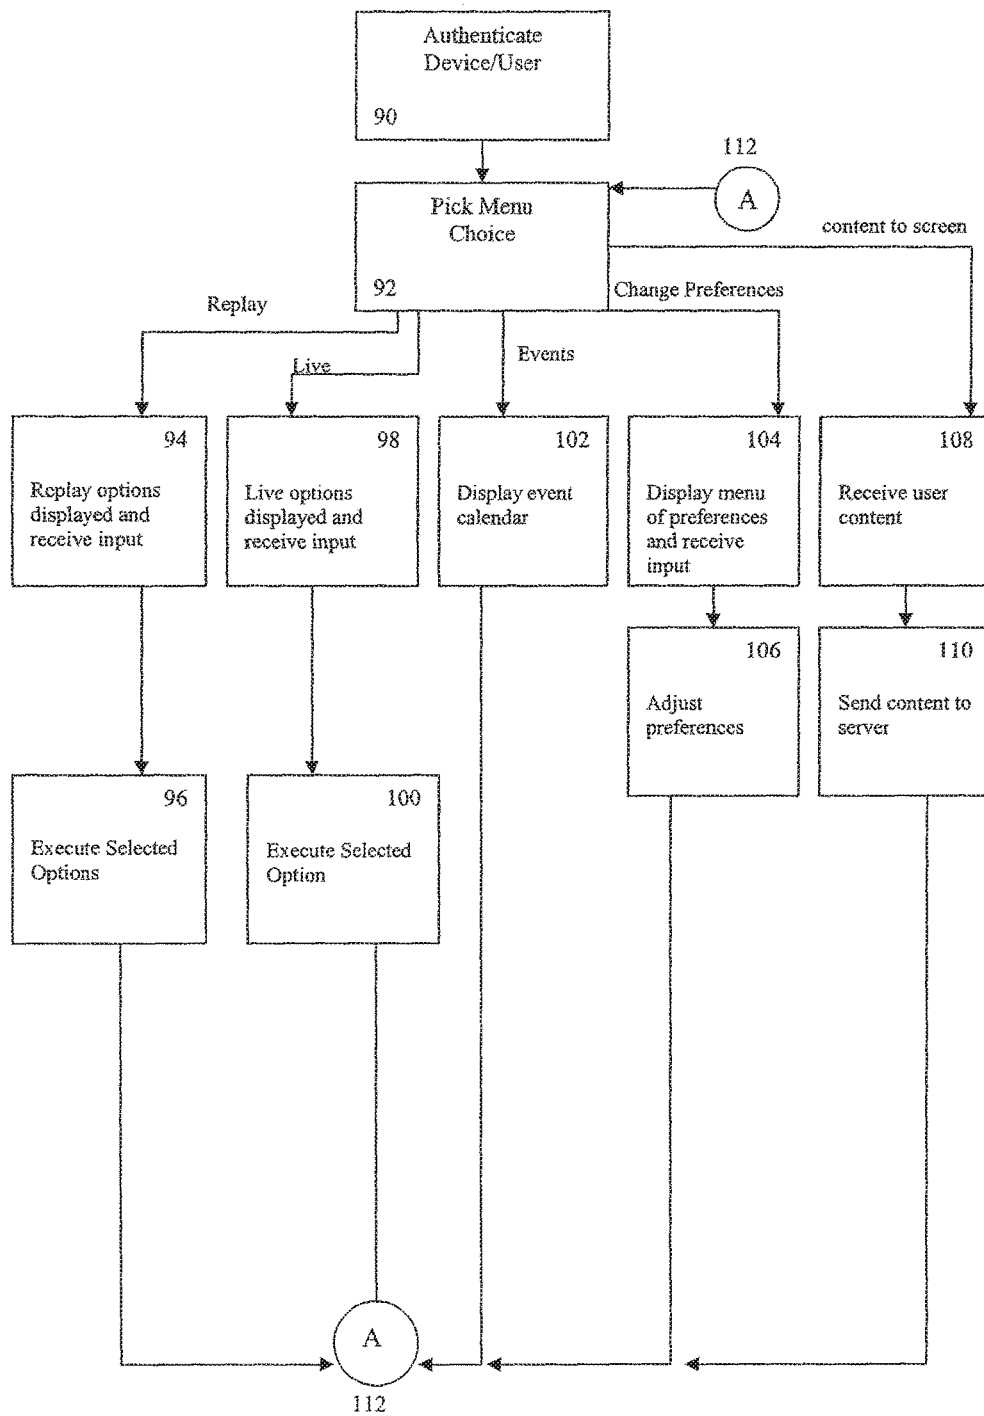 Authenticate
Device/User
90
112
A
Pick Menu
Choice
92
content to screen
Change Preferences
Replay
Live
Events
94
Replay options
displayed and
receive input
98
Live options
displayed and
receive input
102
Display event
calendar
104
Display menu
of preferences
and receive
input
108
Receive user
content
106
Adjust
preferences
110
Send content to
server
96
Execute Selected
Options
100
Execute Selected
Option
A
112